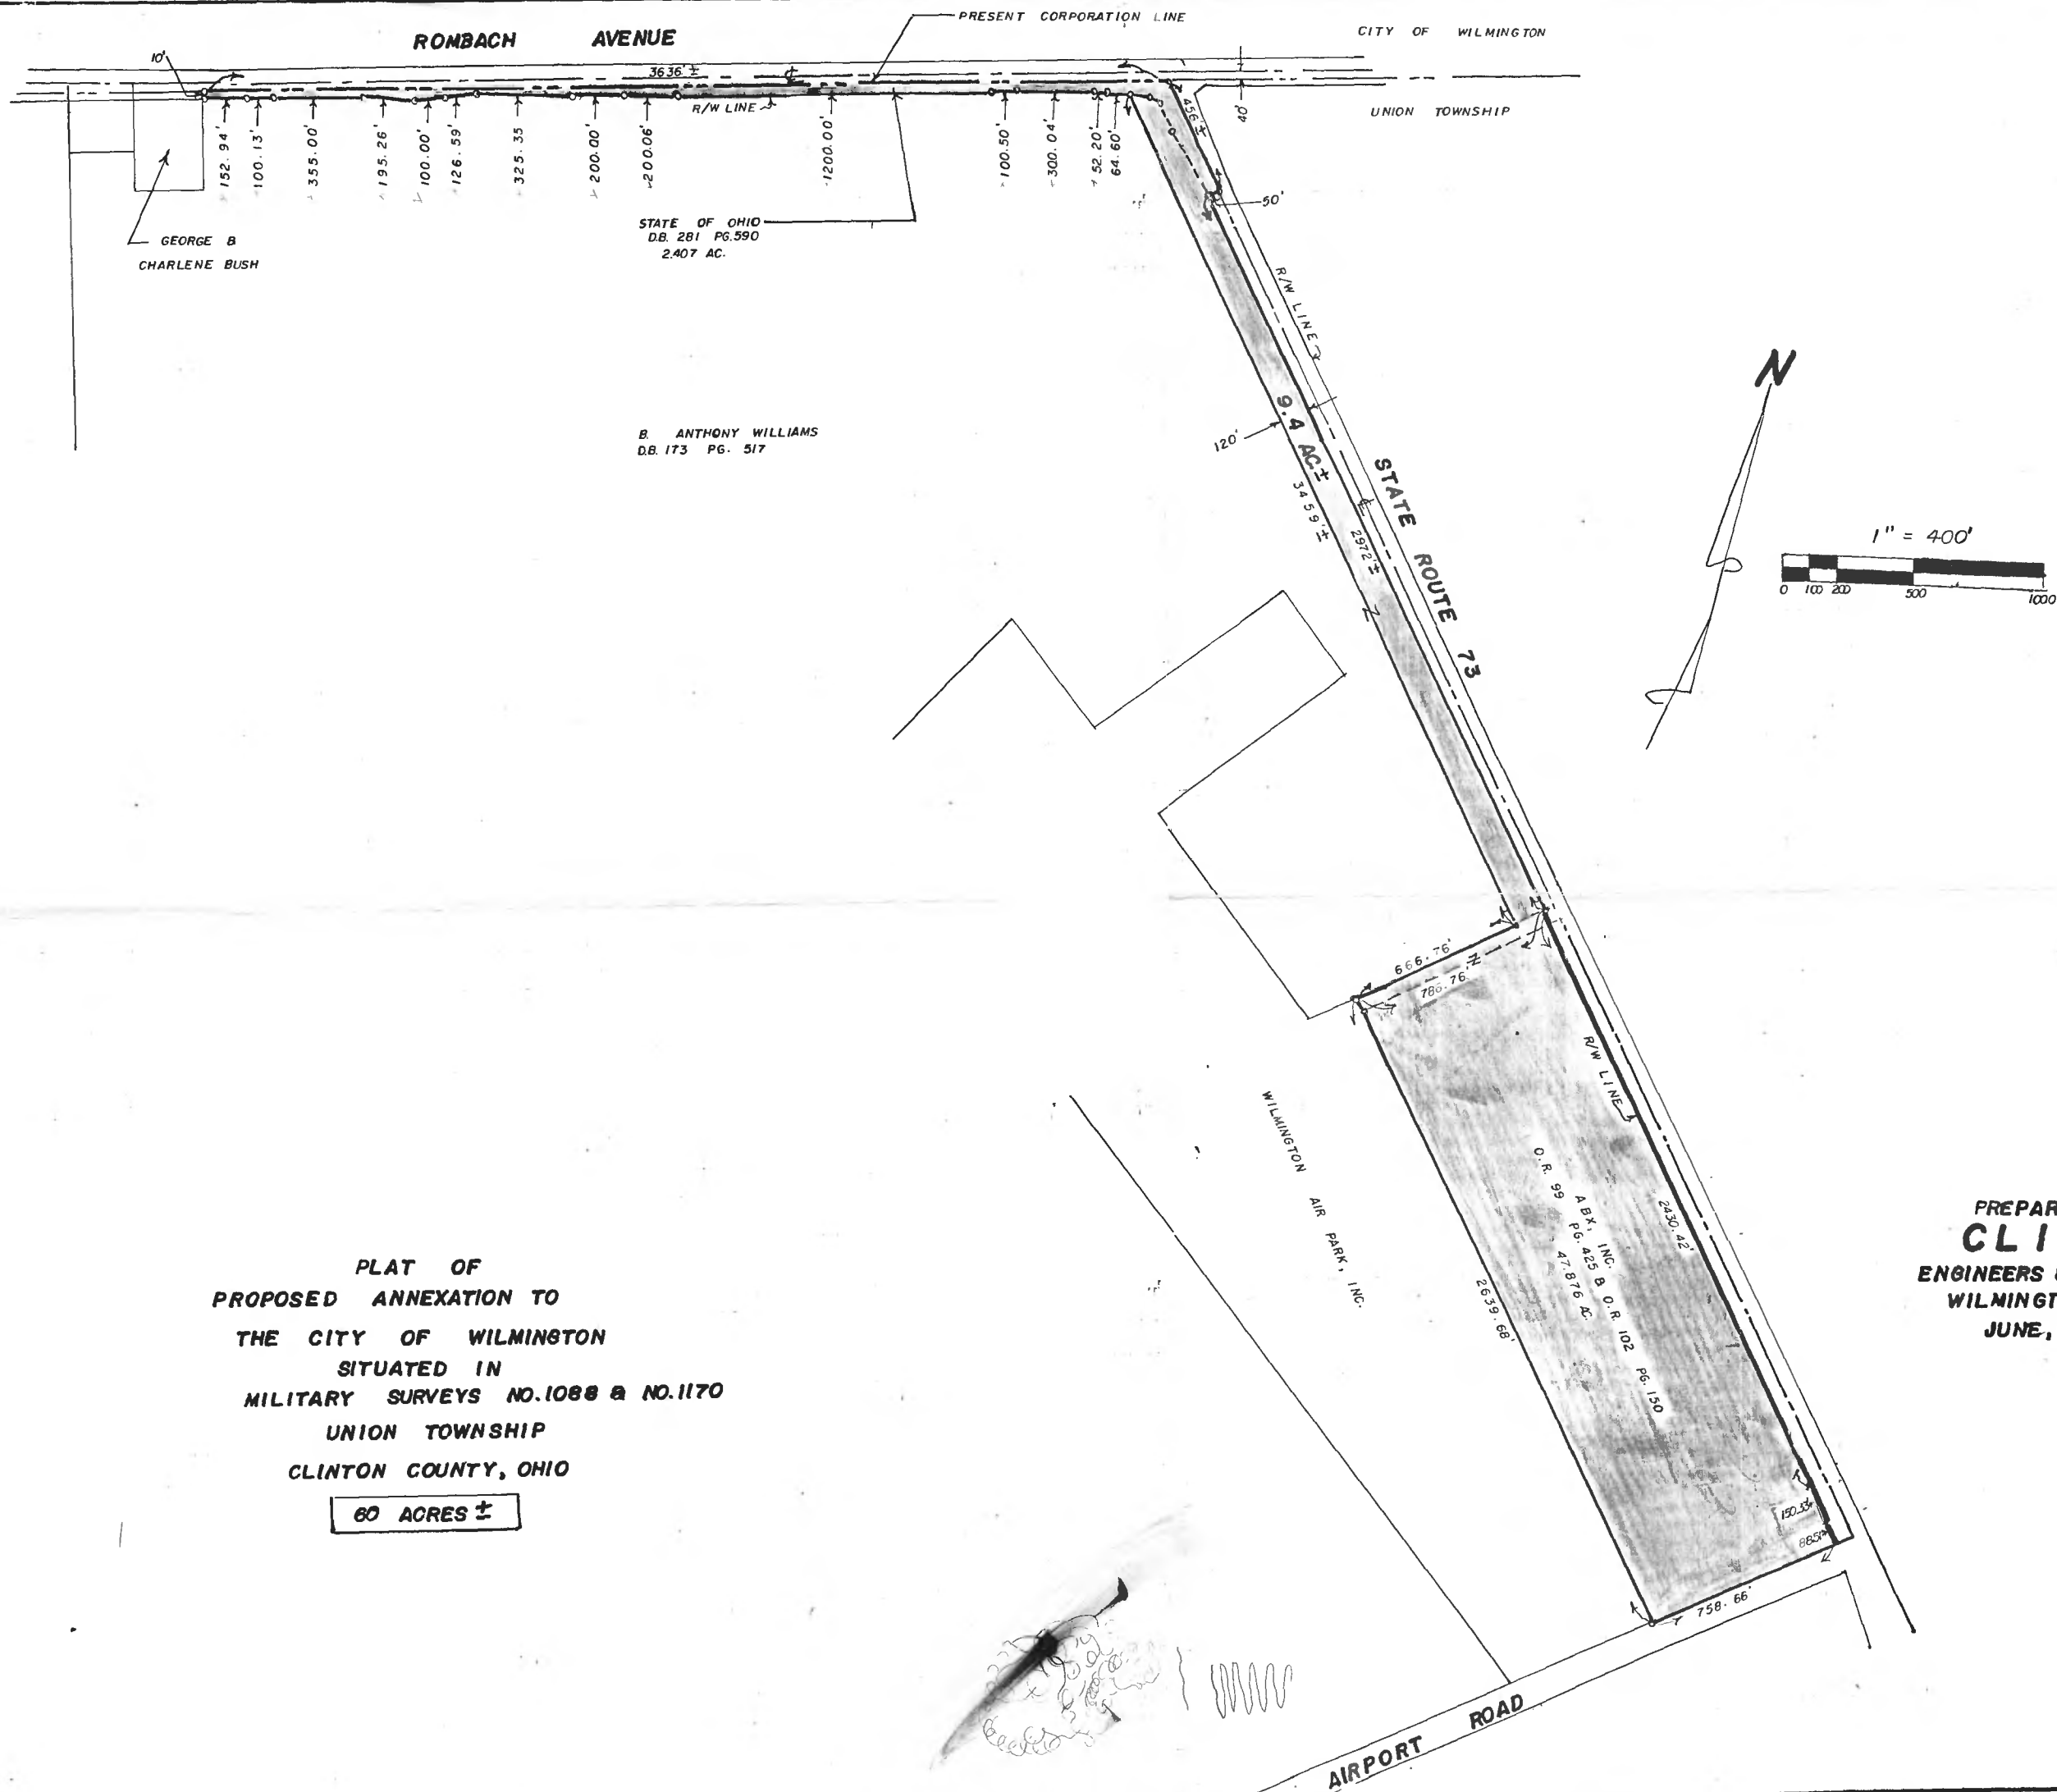 ROMBACH AVENUE
PRESENT CORPORATION LINE
CITY OF WILMINGTON
UNION TOWNSHIP
10'
3636'±
R/W LINE
456'±
40'
50'
152.94'
100.13'
355.00'
195.26'
100.00'
126.59'
325.35
200.00'
200.06'
1200.00'
100.50'
300.04'
52.20'
64.60'
GEORGE &
CHARLENE BUSH
STATE OF OHIO
D.B. 281 PG.590
2.407 AC.
B. ANTHONY WILLIAMS
D.B. 173 PG. 517
R/W LINE
120'
9.4 AC.±
3459'±
2972'±
STATE ROUTE 73
N
1" = 400'
0 100 200 500 1000
666.76'
786.76'
R/W LINE
WILMINGTON AIR PARK, INC.
ABX, INC.
O.R. 99 PG. 425 & O.R. 102 PG. 150
47.876 AC.
2430.42'
2639.68'
758.66'
PREPAR
CLI
ENGINEERS
WILMINGT
JUNE,
PLAT OF
PROPOSED ANNEXATION TO
THE CITY OF WILMINGTON
SITUATED IN
MILITARY SURVEYS NO.1088 & NO.1170
UNION TOWNSHIP
CLINTON COUNTY, OHIO
60 ACRES ±
AIRPORT ROAD